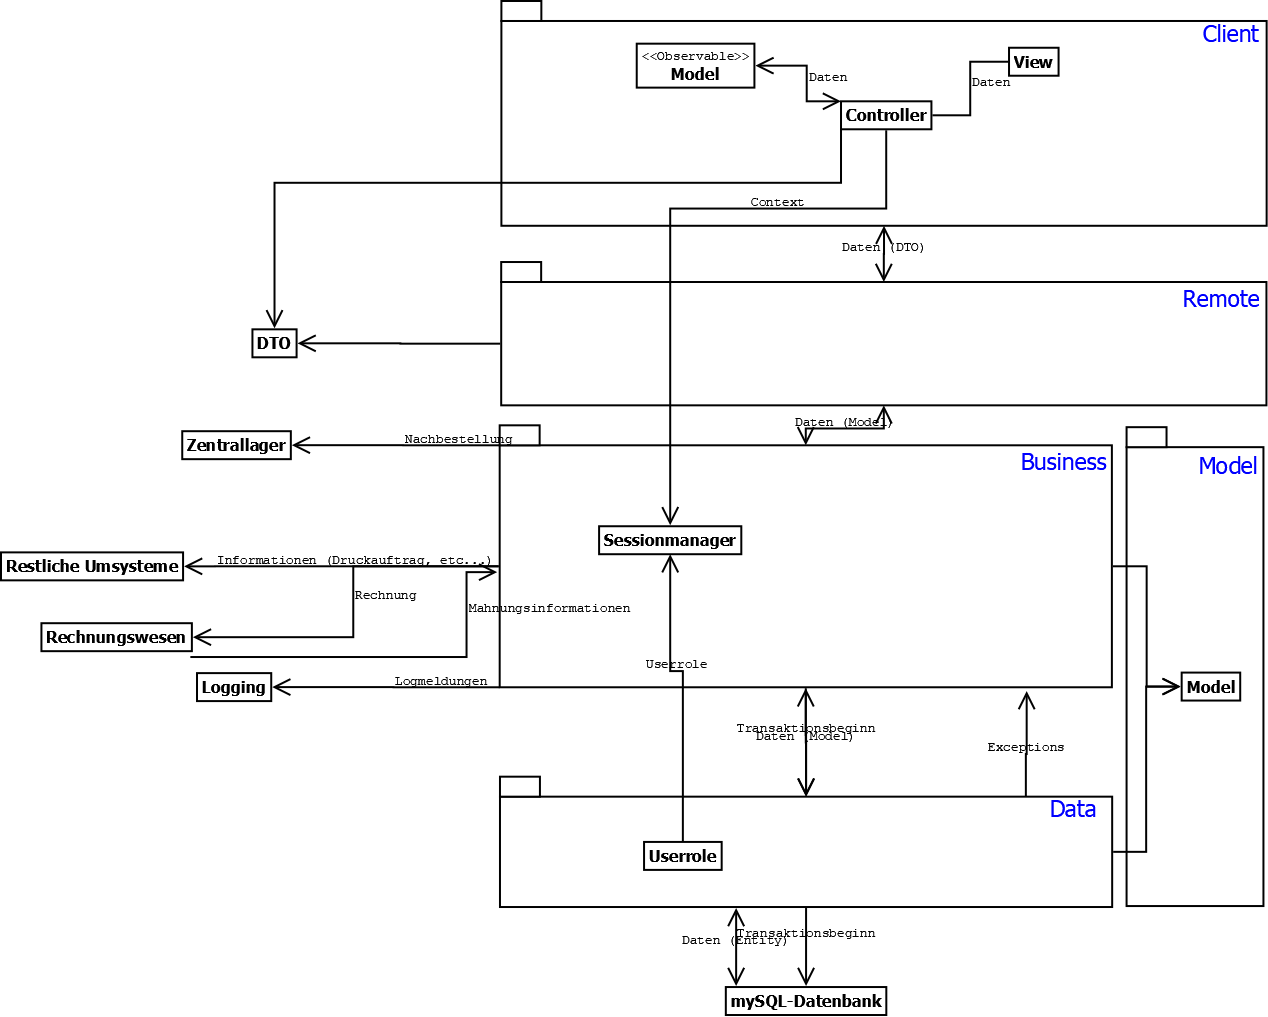 Client
<<Observable>>
Model
View
Daten
Daten
Controller
Context
Daten (DTO)
Remote
DTO
Daten (Model)
Zentrallager
Nachbestellung
Business
Model
Sessionmanager
Restliche Umsysteme
Informationen (Druckauftrag, etc...)
Rechnung
Mahnungsinformationen
Rechnungswesen
Userrole
Logging
Logmeldungen
Model
Transaktionsbeginn
Daten (Model)
Exceptions
Data
Userrole
Transaktionsbeginn
Daten (Entity)
mySQL-Datenbank